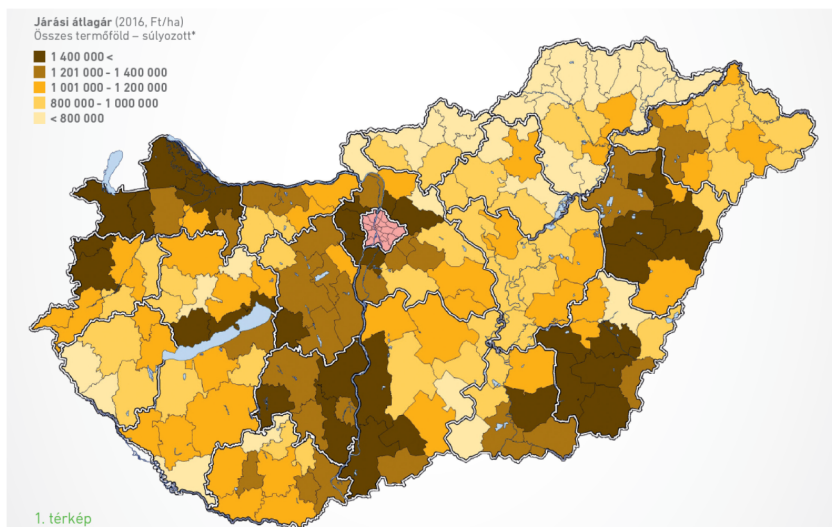 Járási átlagár (2016, Ft/ha)
Összes termőföld – súlyozott*
1 400 000 <
1 201 000 - 1 400 000
1 001 000 - 1 200 000
800 000 - 1 000 000
< 800 000
1. térkép